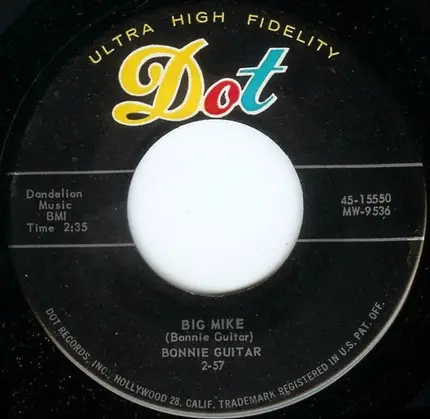 ULTRA HIGH FIDELITY
Dot
Dandelion
Music
BMI
Time 2:35
45-15550
MW-9536
BIG MIKE
(Bonnie Guitar)
BONNIE GUITAR
2-57
DOT RECORDS, INC., HOLLYWOOD 28, CALIF. TRADEMARK REGISTERED IN U.S. PAT. OFF.